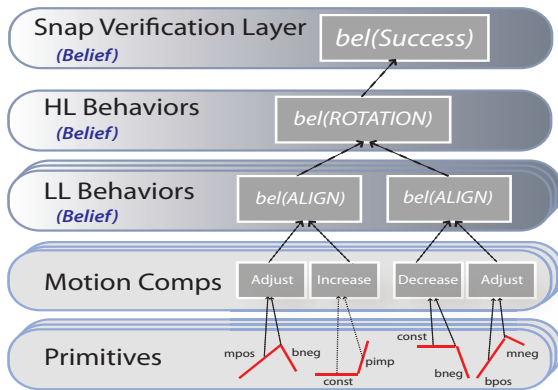 Snap Verification Layer
(Belief)
bel(Success)
HL Behaviors
(Belief)
bel(ROTATION)
LL Behaviors
(Belief)
bel(ALIGN)
bel(ALIGN)
Motion Comps
Adjust
Increase
Decrease
Adjust
Primitives
mpos
bneg
const
pimp
const
bneg
bpos
mneg